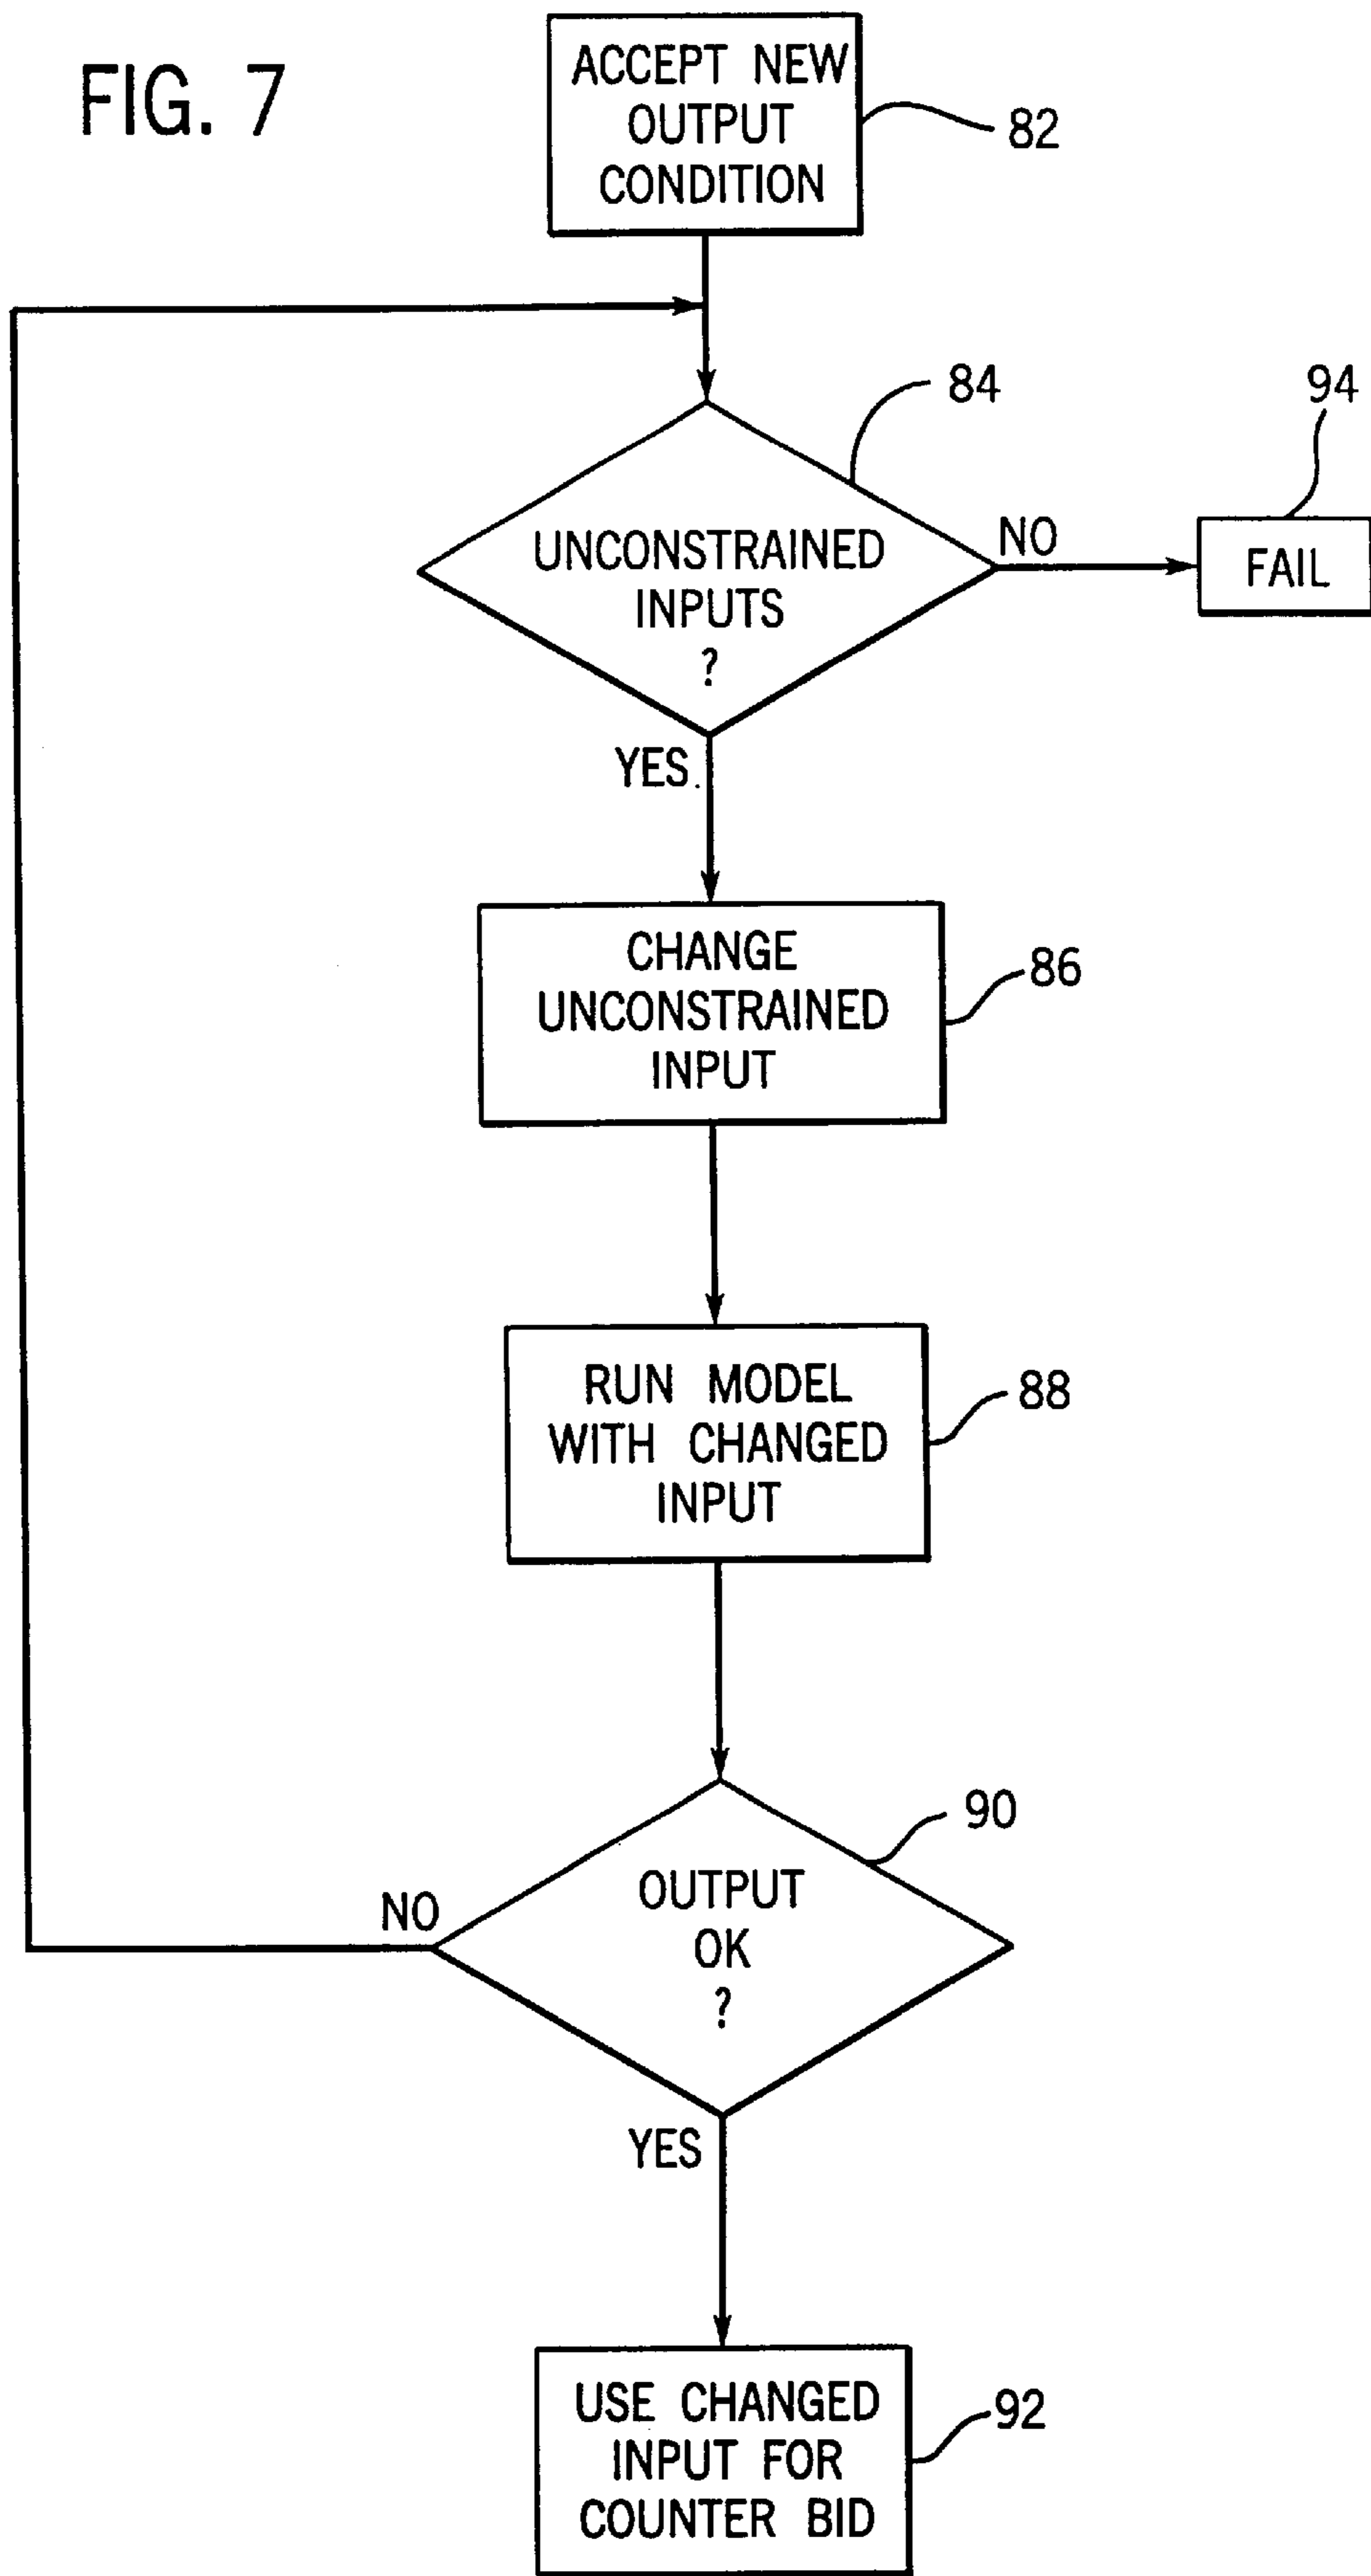 FIG. 7
ACCEPT NEW
OUTPUT
CONDITION
82
84
94
UNCONSTRAINED
INPUTS
?
NO
FAIL
YES
CHANGE
UNCONSTRAINED
INPUT
86
RUN MODEL
WITH CHANGED
INPUT
88
90
OUTPUT
OK
?
NO
YES
USE CHANGED
INPUT FOR
COUNTER BID
92